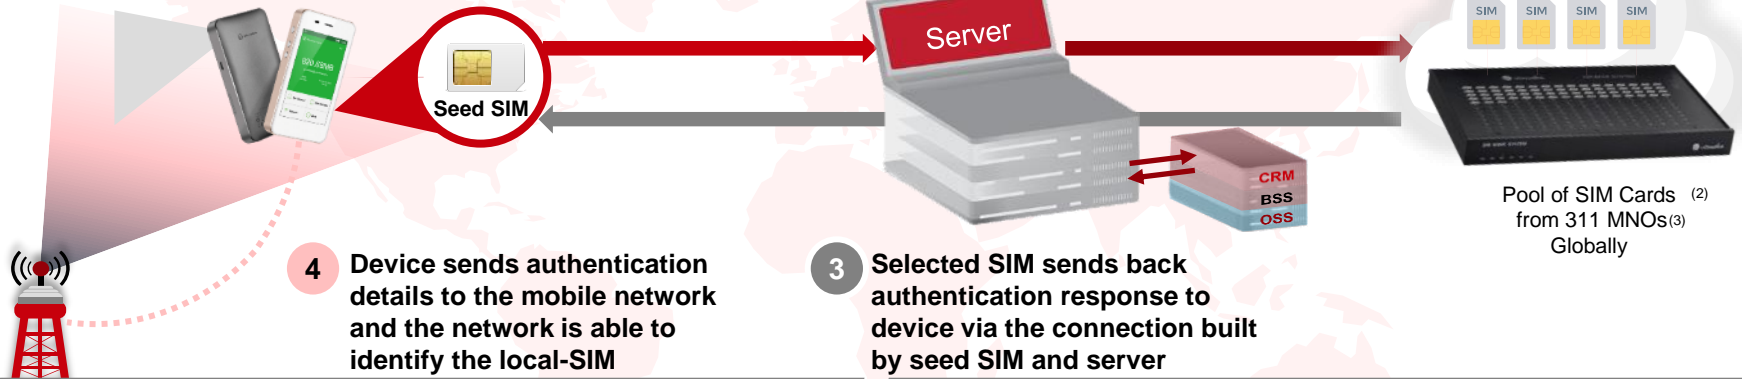 SIM SIM SIM SIM
Server
Seed SIM
CRM
BSS
OSS
Pool of SIM Cards (2)
from 311 MNOs(3)
Globally
4 Device sends authentication
details to the mobile network
and the network is able to
identify the local-SIM
3 Selected SIM sends back
authentication response to
device via the connection built
by seed SIM and server